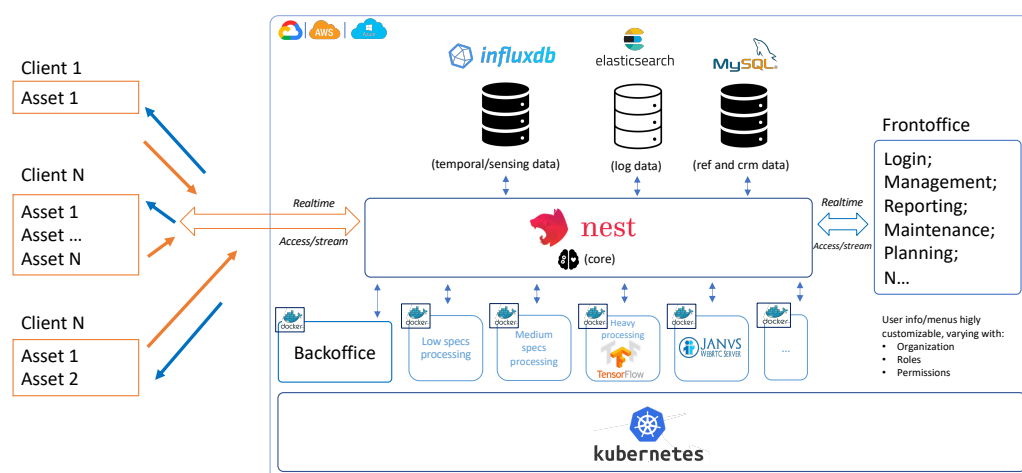 Client 1
Asset 1
Client N
Asset 1
Asset ...
Asset N
Client N
Asset 1
Asset 2
AWS
influxdb
elasticsearch
MySQL
(temporal/sensing data)
(log data)
(ref and crm data)
Realtime
Access/stream
nest
(core)
Realtime
Access/stream
Frontoffice
Login;
Management;
Reporting;
Maintenance;
Planning;
N...
docker
Backoffice
docker
Low specs
processing
docker
Medium
specs
processing
docker
Heavy
processing
TensorFlow
docker
JANVS
WEBRTC SERVER
docker
...
User info/menus higly
customizable, varying with:
• Organization
• Roles
• Permissions
kubernetes